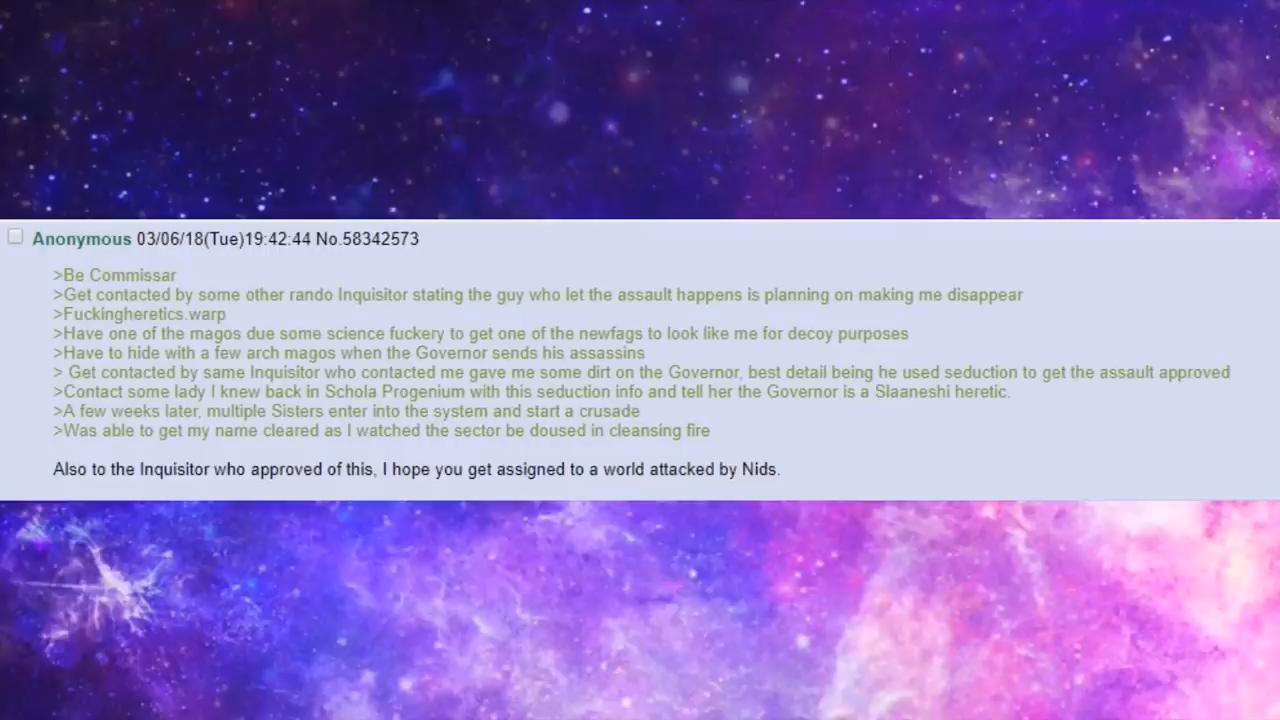 Anonymous 03/06/18(Tue)19:42:44 No.58342573
>Be Commissar
>Get contacted by some other rando Inquisitor stating the guy who let the assault happens is planning on making me disappear
>Fuckingheretics.warp
>Have one of the magos due some science fuckery to get one of the newfags to look like me for decoy purposes
>Have to hide with a few arch magos when the Governor sends his assassins
> Get contacted by same Inquisitor who contacted me gave me some dirt on the Governor, best detail being he used seduction to get the assault approved
>Contact some lady I knew back in Schola Progenium with this seduction info and tell her the Governor is a Slaaneshi heretic.
>A few weeks later, multiple Sisters enter into the system and start a crusade
>Was able to get my name cleared as I watched the sector be doused in cleansing fire
Also to the Inquisitor who approved of this, I hope you get assigned to a world attacked by Nids.